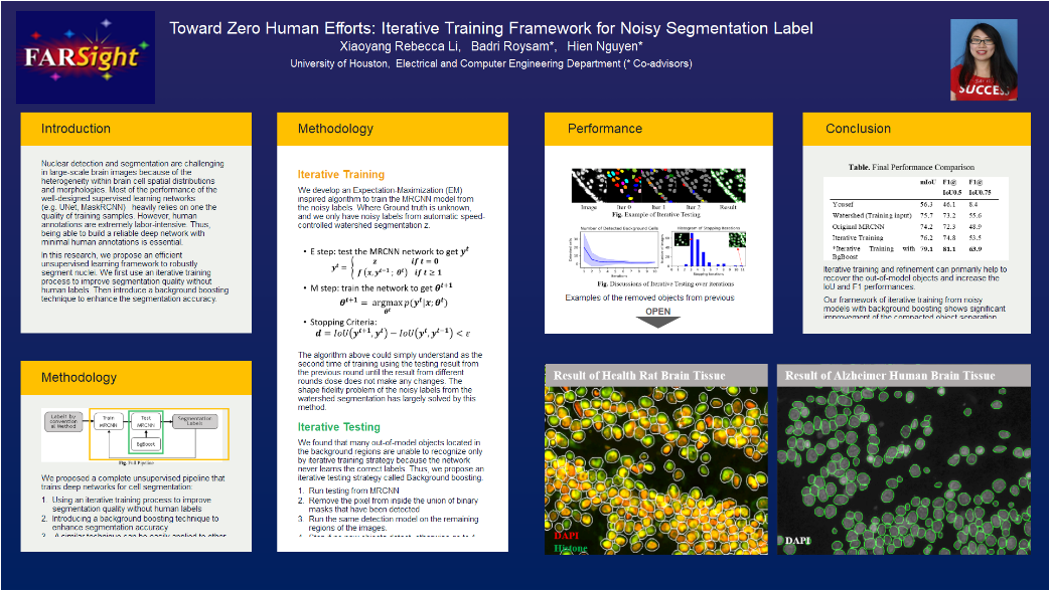 FARSight
Toward Zero Human Efforts: Iterative Training Framework for Noisy Segmentation Label
Xiaoyang Rebecca Li, Badri Roysam*, Hien Nguyen*
University of Houston, Electrical and Computer Engineering Department (* Co-advisors)
SUCCESS
Introduction
Nuclear detection and segmentation are challenging
in large-scale brain images because of the
heterogeneity within brain cell spatial distributions
and morphologies. Most of the performance of the
well-designed supervised learning networks
(e.g. UNet, MaskRCNN) heavily relies on one the
quality of training samples. However, human
annotations are extremely labor-intensive. Thus,
being able to build a reliable deep network with
minimal human annotations is essential.
In this research, we propose an efficient
unsupervised learning framework to robustly
segment nuclei. We first use an iterative training
process to improve segmentation quality without
human labels. Then introduce a background boosting
technique to enhance the segmentation accuracy.
Methodology
Labels by
convention
al Method
Train
MRCNN
Test
MRCNN
BgBoost
Segmentation
Labels
Fig. Full Pipeline
We proposed a complete unsupervised pipeline that
trains deep networks for cell segmentation:
1 Using an iterative training process to improve
segmentation quality without human labels
2. Introducing a background boosting technique to
enhance segmentation accuracy
3. A similar technique can be easily applied to other
Methodology
Iterative Training
We develop an Expectation-Maximization (EM)
inspired algorithm to train the MRCNN model from
the noisy labels. Where Ground truth is unknown,
and we only have noisy labels from automatic speed-
controlled watershed segmentation z.
• E step: test the MRCNN network to get y^t
y^t = { z if t = 0
f(x, y^{t-1}; θ^t) if t ≥ 1
• M step: train the network to get θ^{t+1}
θ^{t+1} = argmax_{θ^t} p(y^t|x; θ^t)
• Stopping Criteria:
d = IoU(y^{t+1}, y^t) − IoU(y^t, y^{t-1}) < ε
The algorithm above could simply understand as the
second time of training using the testing result from
the previous round until the result from different
rounds dose does not make any changes. The
shape fidelity problem of the noisy labels from the
watershed segmentation has largely solved by this
method.
Iterative Testing
We found that many out-of-model objects located in
the background regions are unable to recognize only
by iterative training strategy because the network
never learns the correct labels. Thus, we propose an
iterative testing strategy called Background boosting.
1. Run testing from MRCNN
2. Remove the pixel from inside the union of binary
masks that have been detected
3. Run the same detection model on the remaining
regions of the images.
Performance
Image Iter 0 Iter 1 Iter 2 Result
Fig. Example of Iterative Testing
Number of Detected Background Cells
Histogram of Stopping Iterations
Fig. Discussions of Iterative Testing over iterations
Examples of the removed objects from previous
OPEN
Conclusion
Table. Final Performance Comparison
mIoU F1@ IoU0.5 F1@ IoU0.75
Yousef 56.3 46.1 8.4
Watershed (Training input) 75.7 73.2 55.6
Original MRCNN 74.2 72.3 48.9
Iterative Training 76.2 74.8 53.5
*Iterative Training with BgBoost 79.1 81.1 63.9
Iterative training and refinement can primarily help to
recover the out-of-model objects and increase the
IoU and F1 performances.
Our framework of iterative training from noisy
models with background boosting shows significant
improvement of the compacted object separation
Result of Health Rat Brain Tissue
DAPI
Histone
Result of Alzheimer Human Brain Tissue
DAPI